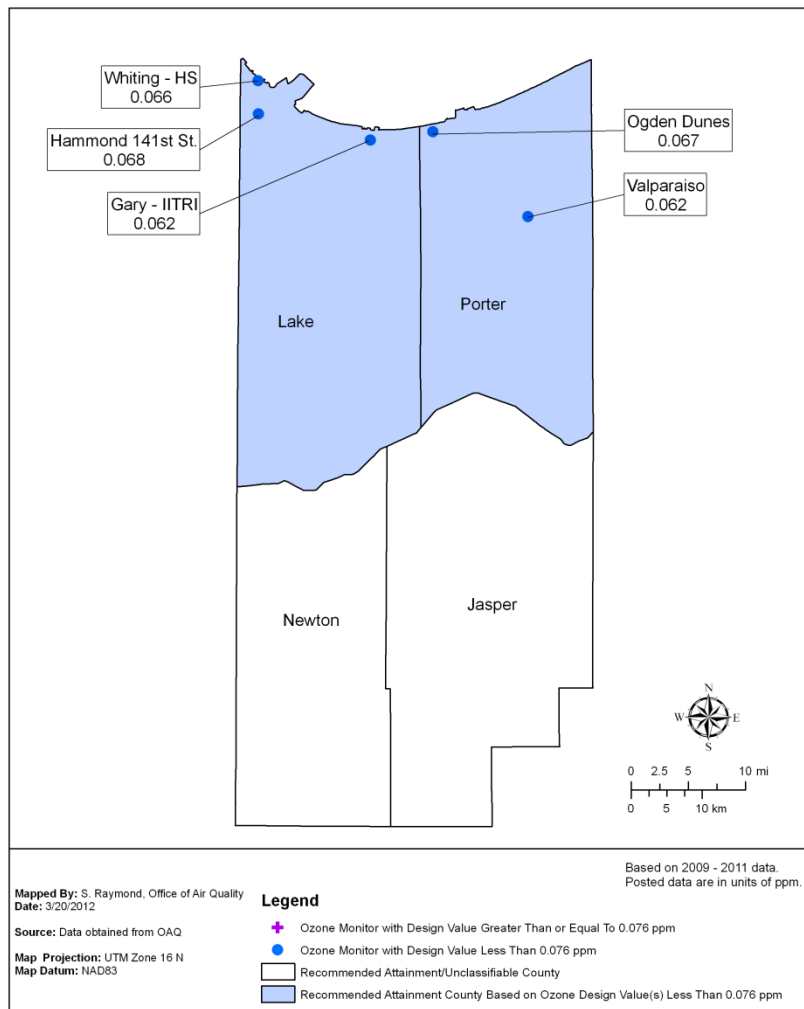 Whiting - HS
0.066
Hammond 141st St.
0.068
Gary - IITRI
0.062
Ogden Dunes
0.067
Valparaiso
0.062
Lake
Porter
Newton
Jasper
N
W E
S
0 2.5 5 10 mi
0 5 10 km
Based on 2009 - 2011 data.
Posted data are in units of ppm.
Mapped By: S. Raymond, Office of Air Quality
Date: 3/20/2012
Source: Data obtained from OAQ
Map Projection: UTM Zone 16 N
Map Datum: NAD83
Legend
Ozone Monitor with Design Value Greater Than or Equal To 0.076 ppm
Ozone Monitor with Design Value Less Than 0.076 ppm
Recommended Attainment/Unclassifiable County
Recommended Attainment County Based on Ozone Design Value(s) Less Than 0.076 ppm